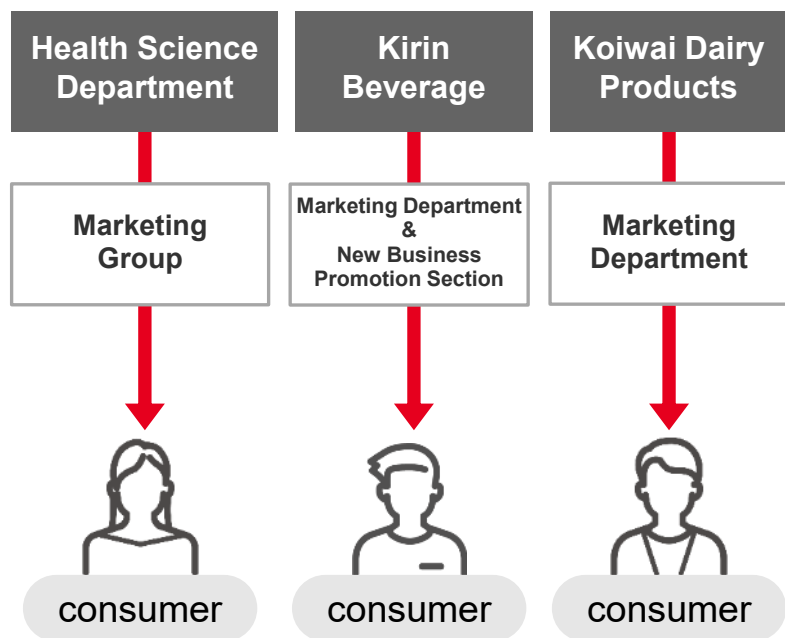 Health Science
Department
Kirin
Beverage
Koiwai Dairy
Products
Marketing
Group
Marketing Department
&
New Business
Promotion Section
Marketing
Department
consumer
consumer
consumer